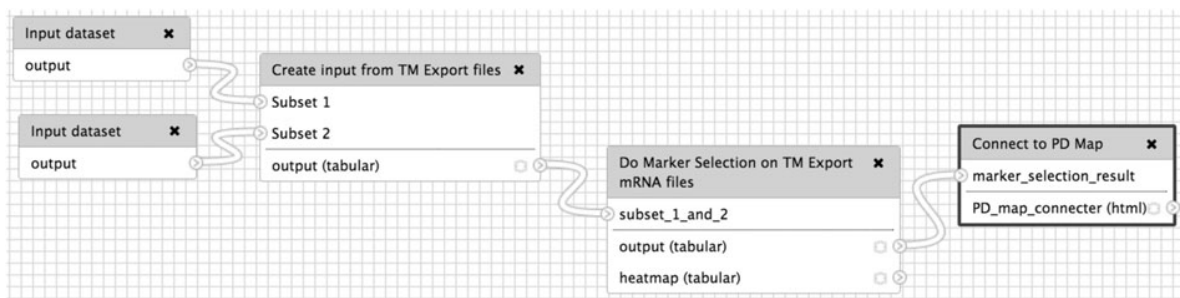 Input dataset
output
Input dataset
output
Create input from TM Export files
Subset 1
Subset 2
output (tabular)
Do Marker Selection on TM Export
mRNA files
subset_1_and_2
output (tabular)
heatmap (tabular)
Connect to PD Map
marker_selection_result
PD_map_connecter (html)